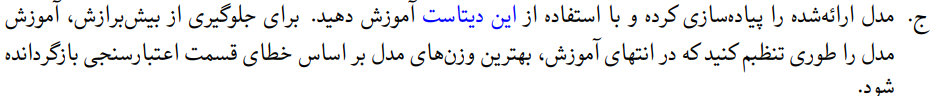 ج. مدل ارائه‌شده را پیاده‌سازی کرده و با استفاده از این دیتاست آموزش دهید. برای جلوگیری از بیش‌برازش، آموزش
مدل را طوری تنظیم کنید که در انتهای آموزش، بهترین وزن‌های مدل بر اساس خطای قسمت اعتبارسنجی بازگردانده
شود.